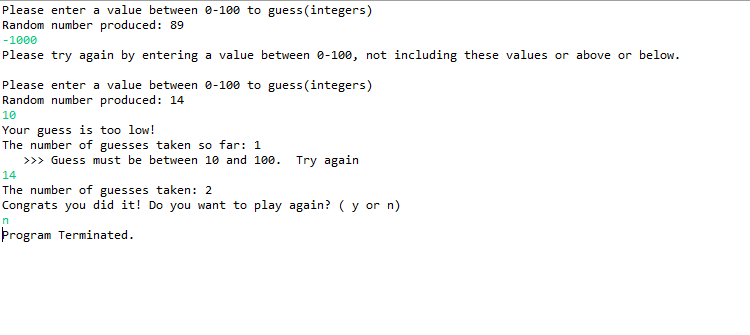 Please enter a value between 0-100 to guess(integers)
Random number produced: 89
-1000
Please try again by entering a value between 0-100, not including these values or above or below.
Please enter a value between 0-100 to guess(integers)
Random number produced: 14
10
Your guess is too low!
The number of guesses taken so far: 1
>>> Guess must be between 10 and 100.  Try again
14
The number of guesses taken: 2
Congrats you did it! Do you want to play again? ( y or n)
n
Program Terminated.